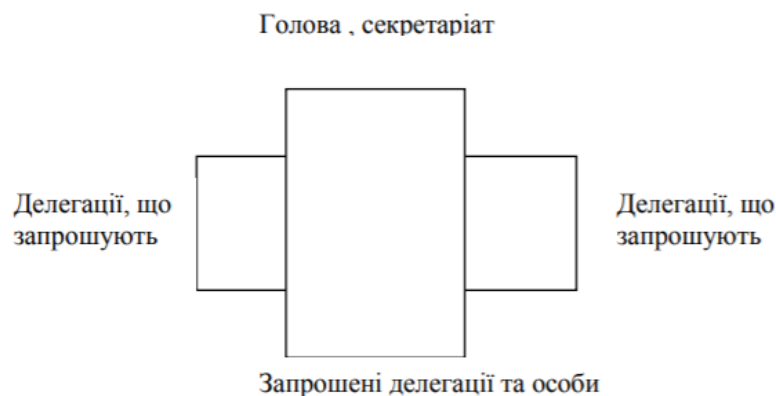 Голова , секретаріат
Делегації, що
запрошують
Делегації, що
запрошують
Запрошені делегації та особи